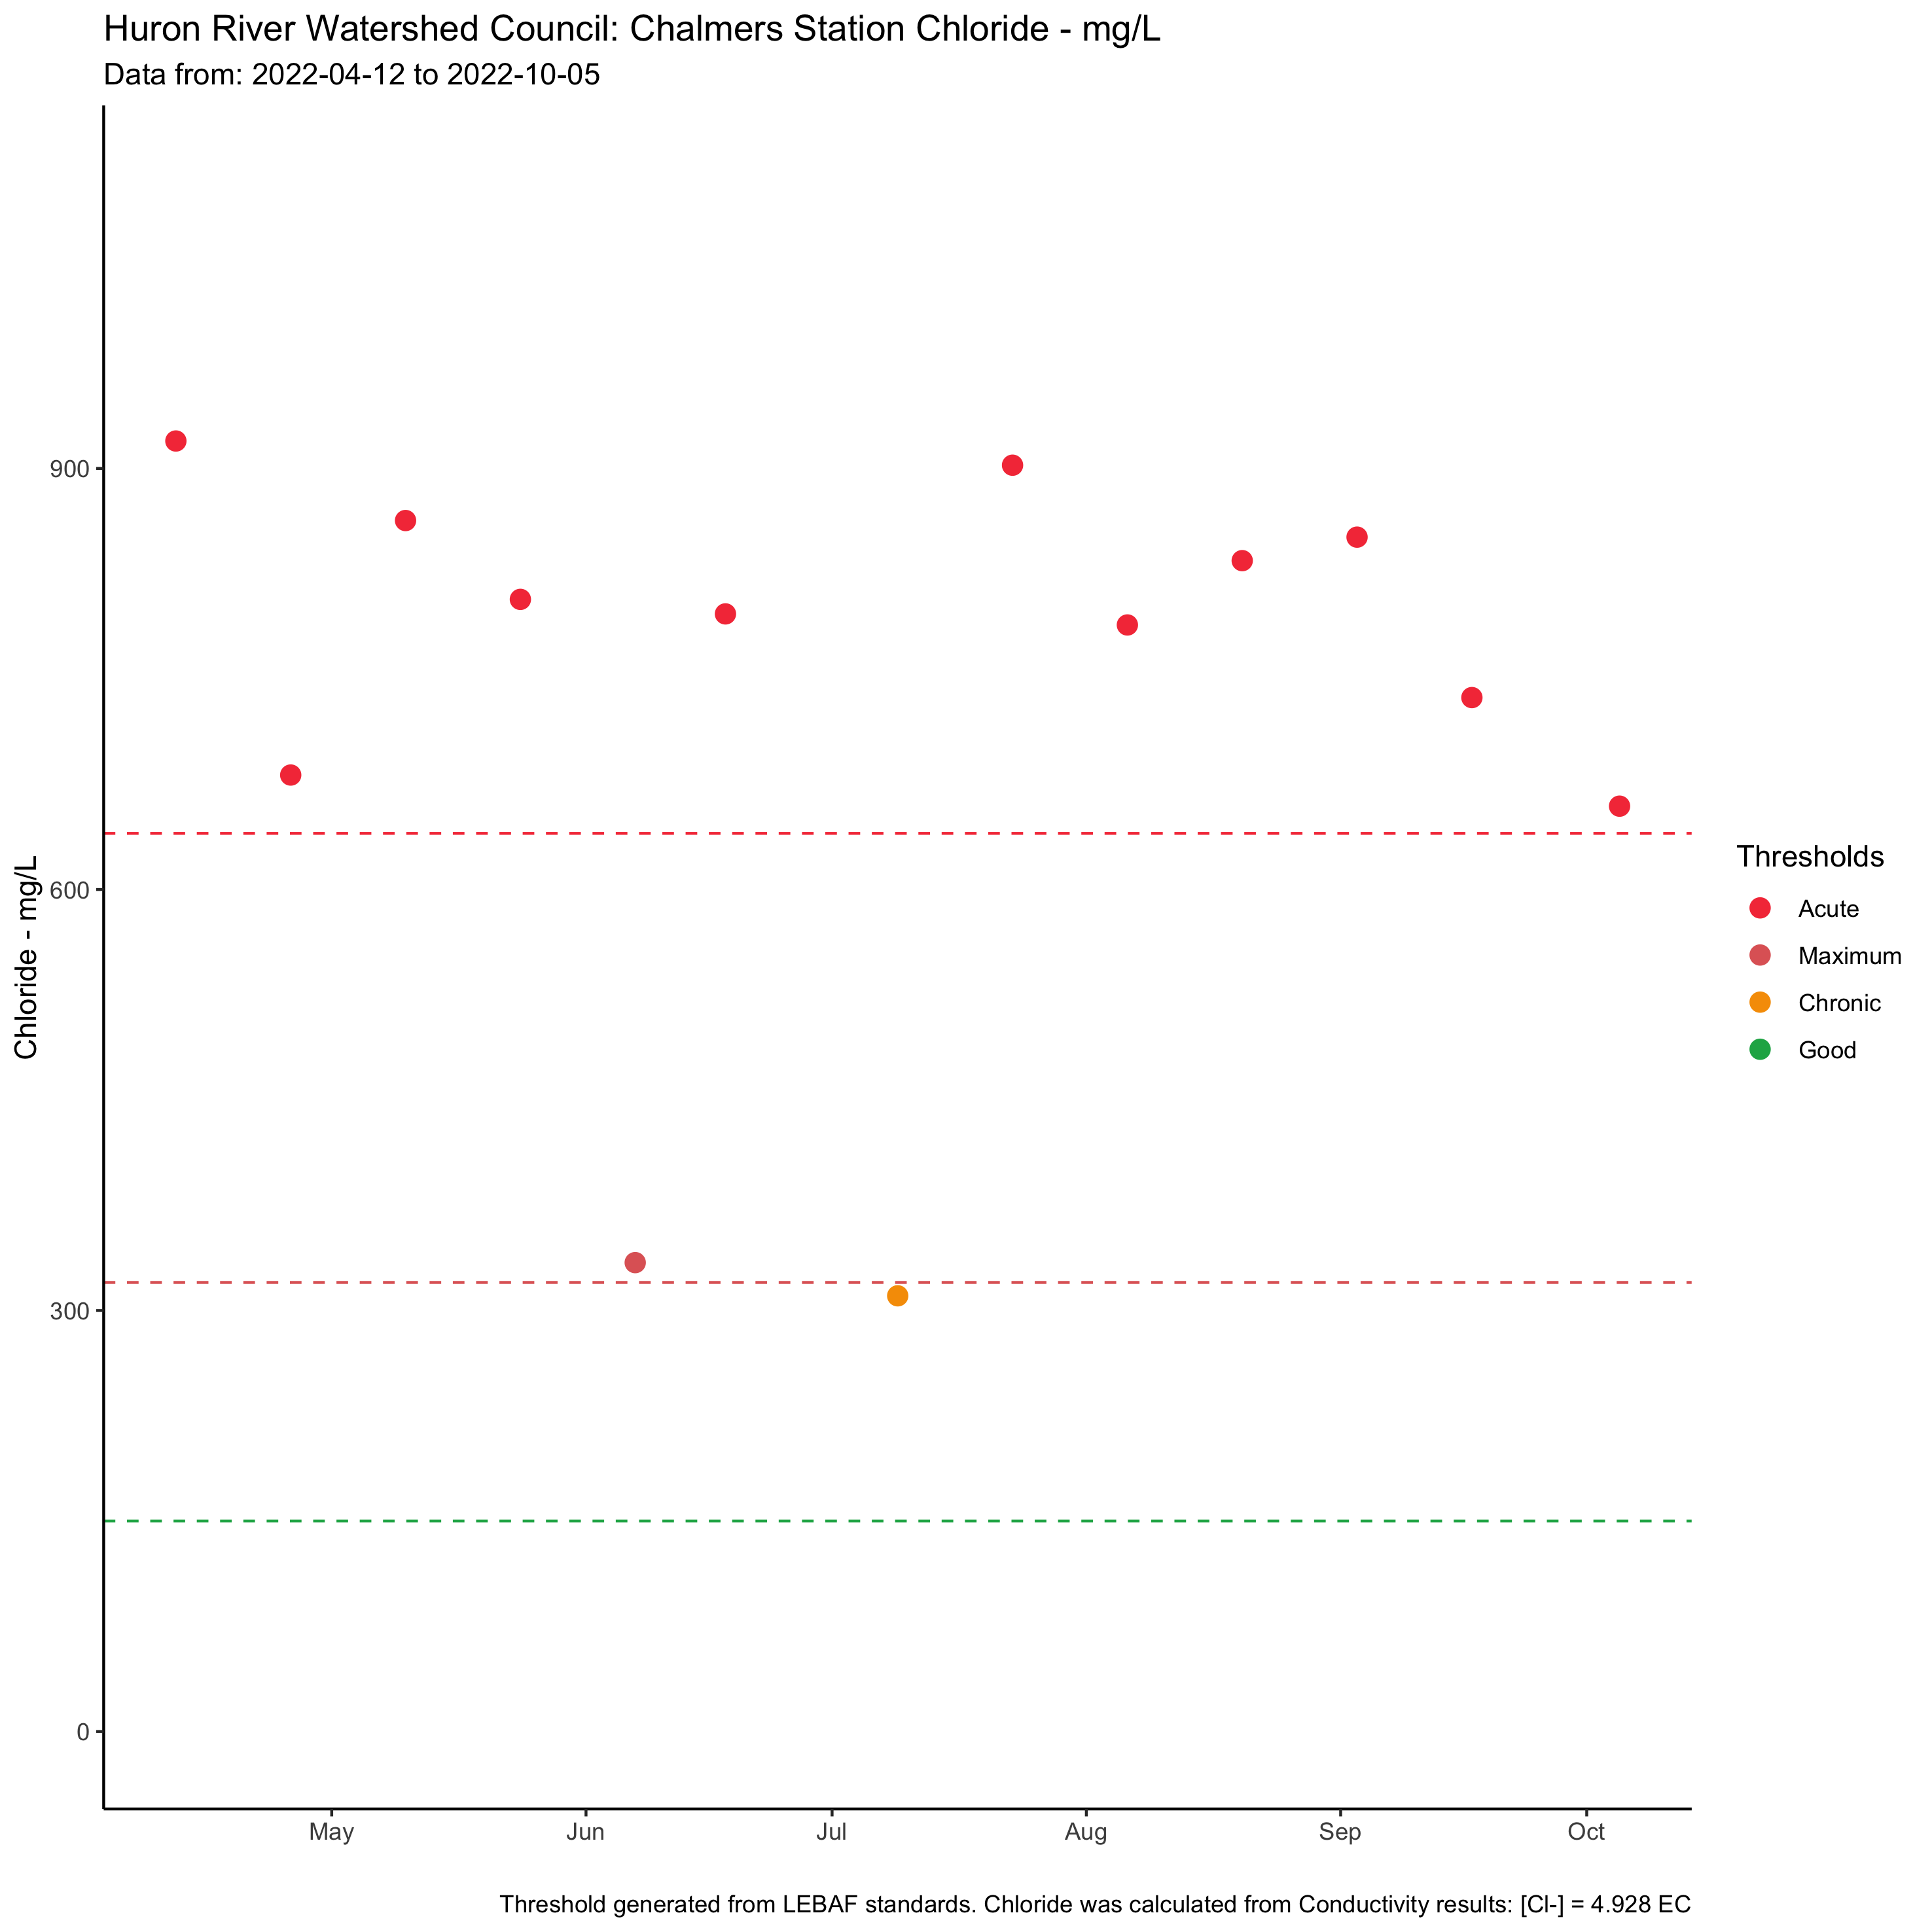 Huron River Watershed Council: Chalmers Station Chloride - mg/L
Data from: 2022-04-12 to 2022-10-05
Chloride - mg/L
900
600
300
0
May Jun Jul Aug Sep Oct
Thresholds
Acute
Maximum
Chronic
Good
Threshold generated from LEBAF standards. Chloride was calculated from Conductivity results: [Cl-] = 4.928 EC